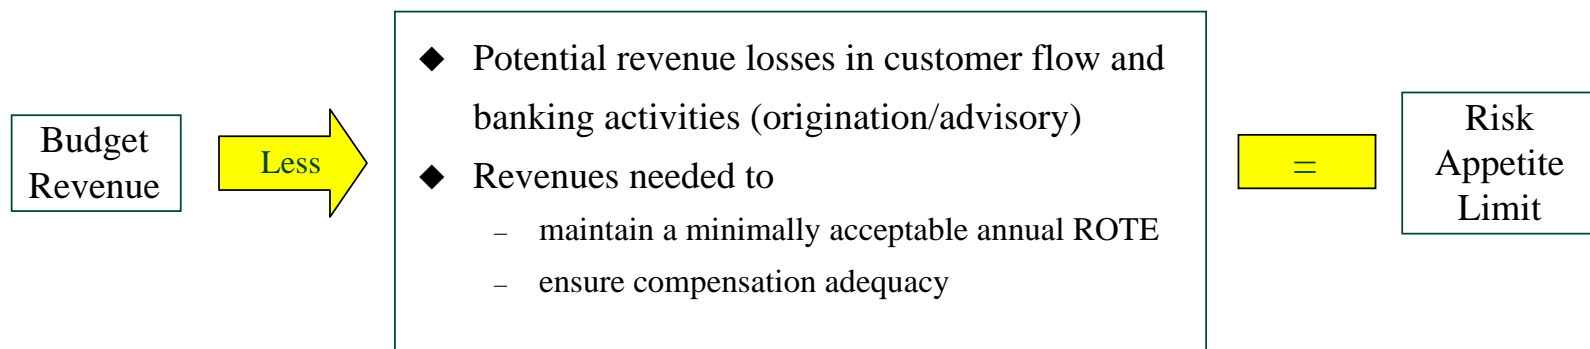 Budget
Revenue
Less
◆ Potential revenue losses in customer flow and
banking activities (origination/advisory)
◆ Revenues needed to
– maintain a minimally acceptable annual ROTE
– ensure compensation adequacy
=
Risk
Appetite
Limit